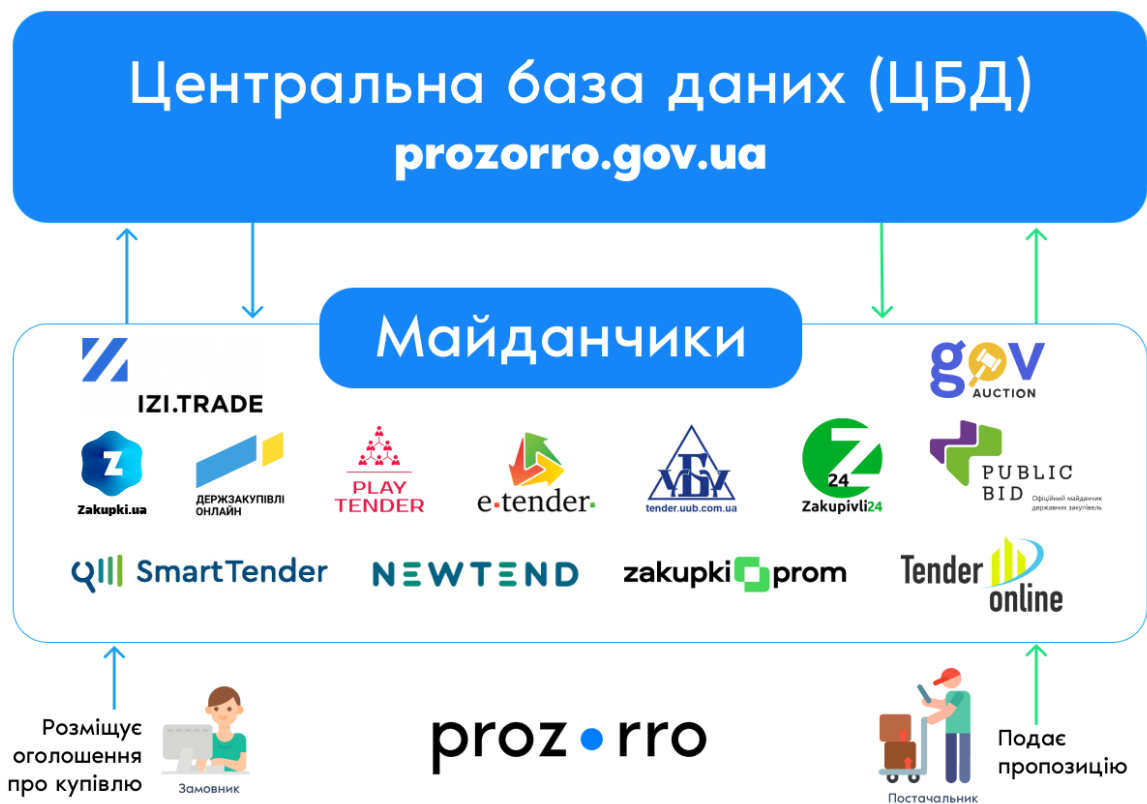 Центральна база даних (ЦБД)
prozorro.gov.ua
Майданчики
IZI.TRADE
gov
AUCTION
Z
Zakupki.ua
ДЕРЖЗАКУПІВЛІ
ОНЛАЙН
PLAY
TENDER
e·tender·
УБУ
tender.uub.com.ua
Z
24
Zakupivli24
PUBLIC
BID
Офіційний майданчик
державних закупівель
SmartTender
NEWTEND
zakupki prom
Tender
online
Розміщує
оголошення
про купівлю
Замовник
prozorro
Постачальник
Подає
пропозицію